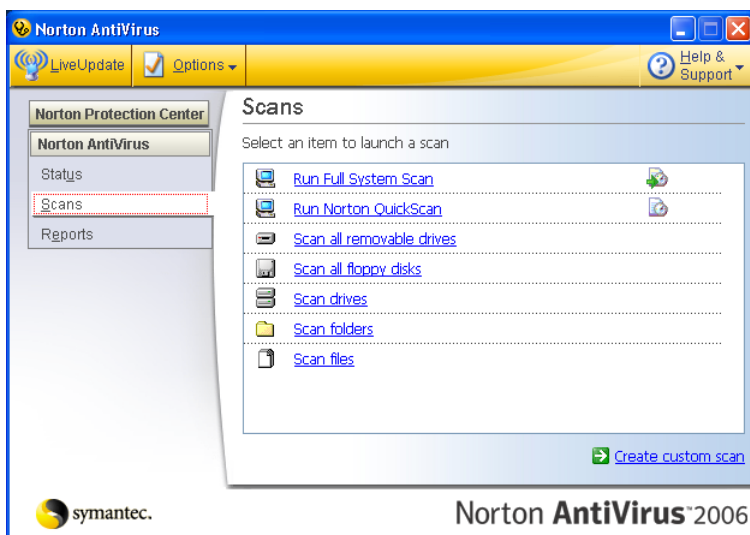 Norton AntiVirus
LiveUpdate
Options
Help &
Support
Norton Protection Center
Norton AntiVirus
Status
Scans
Reports
Scans
Select an item to launch a scan
Run Full System Scan
Run Norton QuickScan
Scan all removable drives
Scan all floppy disks
Scan drives
Scan folders
Scan files
Create custom scan
symantec.
Norton AntiVirus™2006